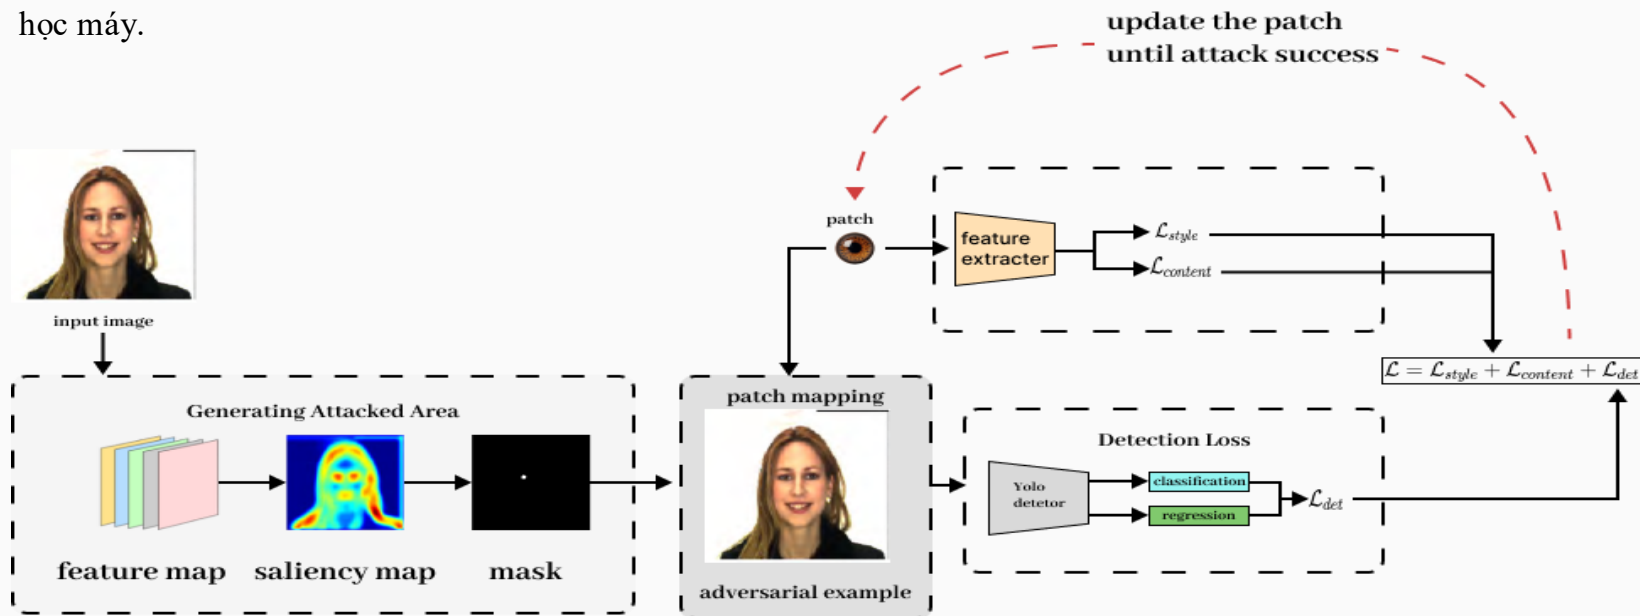 học máy.
update the patch
until attack success
patch
feature
extracter
ℒstyle
ℒcontent
input image
ℒ = ℒstyle + ℒcontent + ℒdet
Generating Attacked Area
feature map
saliency map
mask
patch mapping
adversarial example
Detection Loss
Yolo
detetor
classification
regression
ℒdet